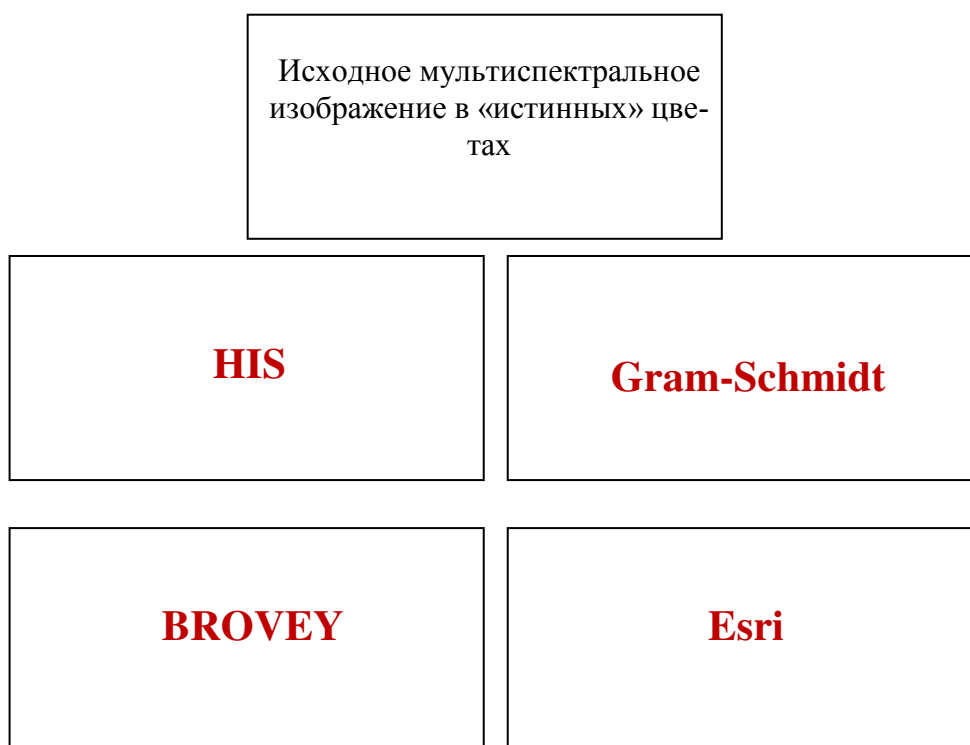 Исходное мультиспектральное
изображение в «истинных» цве-
тах
HIS
Gram-Schmidt
BROVEY
Esri